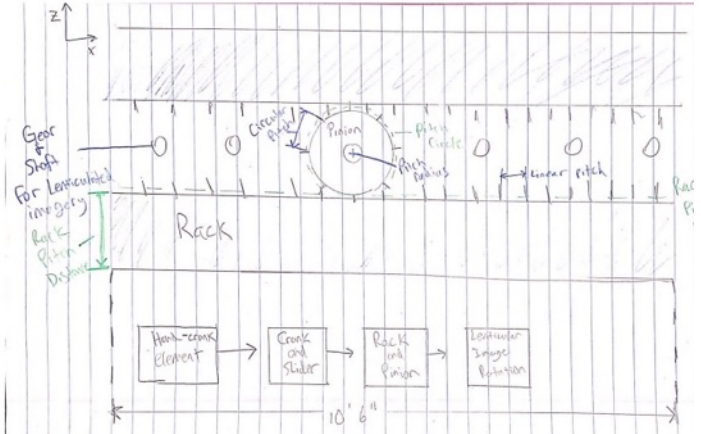 Z
x
Gear
+
Shaft
For Lenticulated
imagery
Circular
Pitch
Pinion
Pitch
Circle
Pitch
Radius
Linear pitch
Rack
Pitch
Distance
Rack
Hand-crank
Element
Crank
and
Slider
Rack
and
Pinion
Lenticular
Image
Rotation
10' 6"